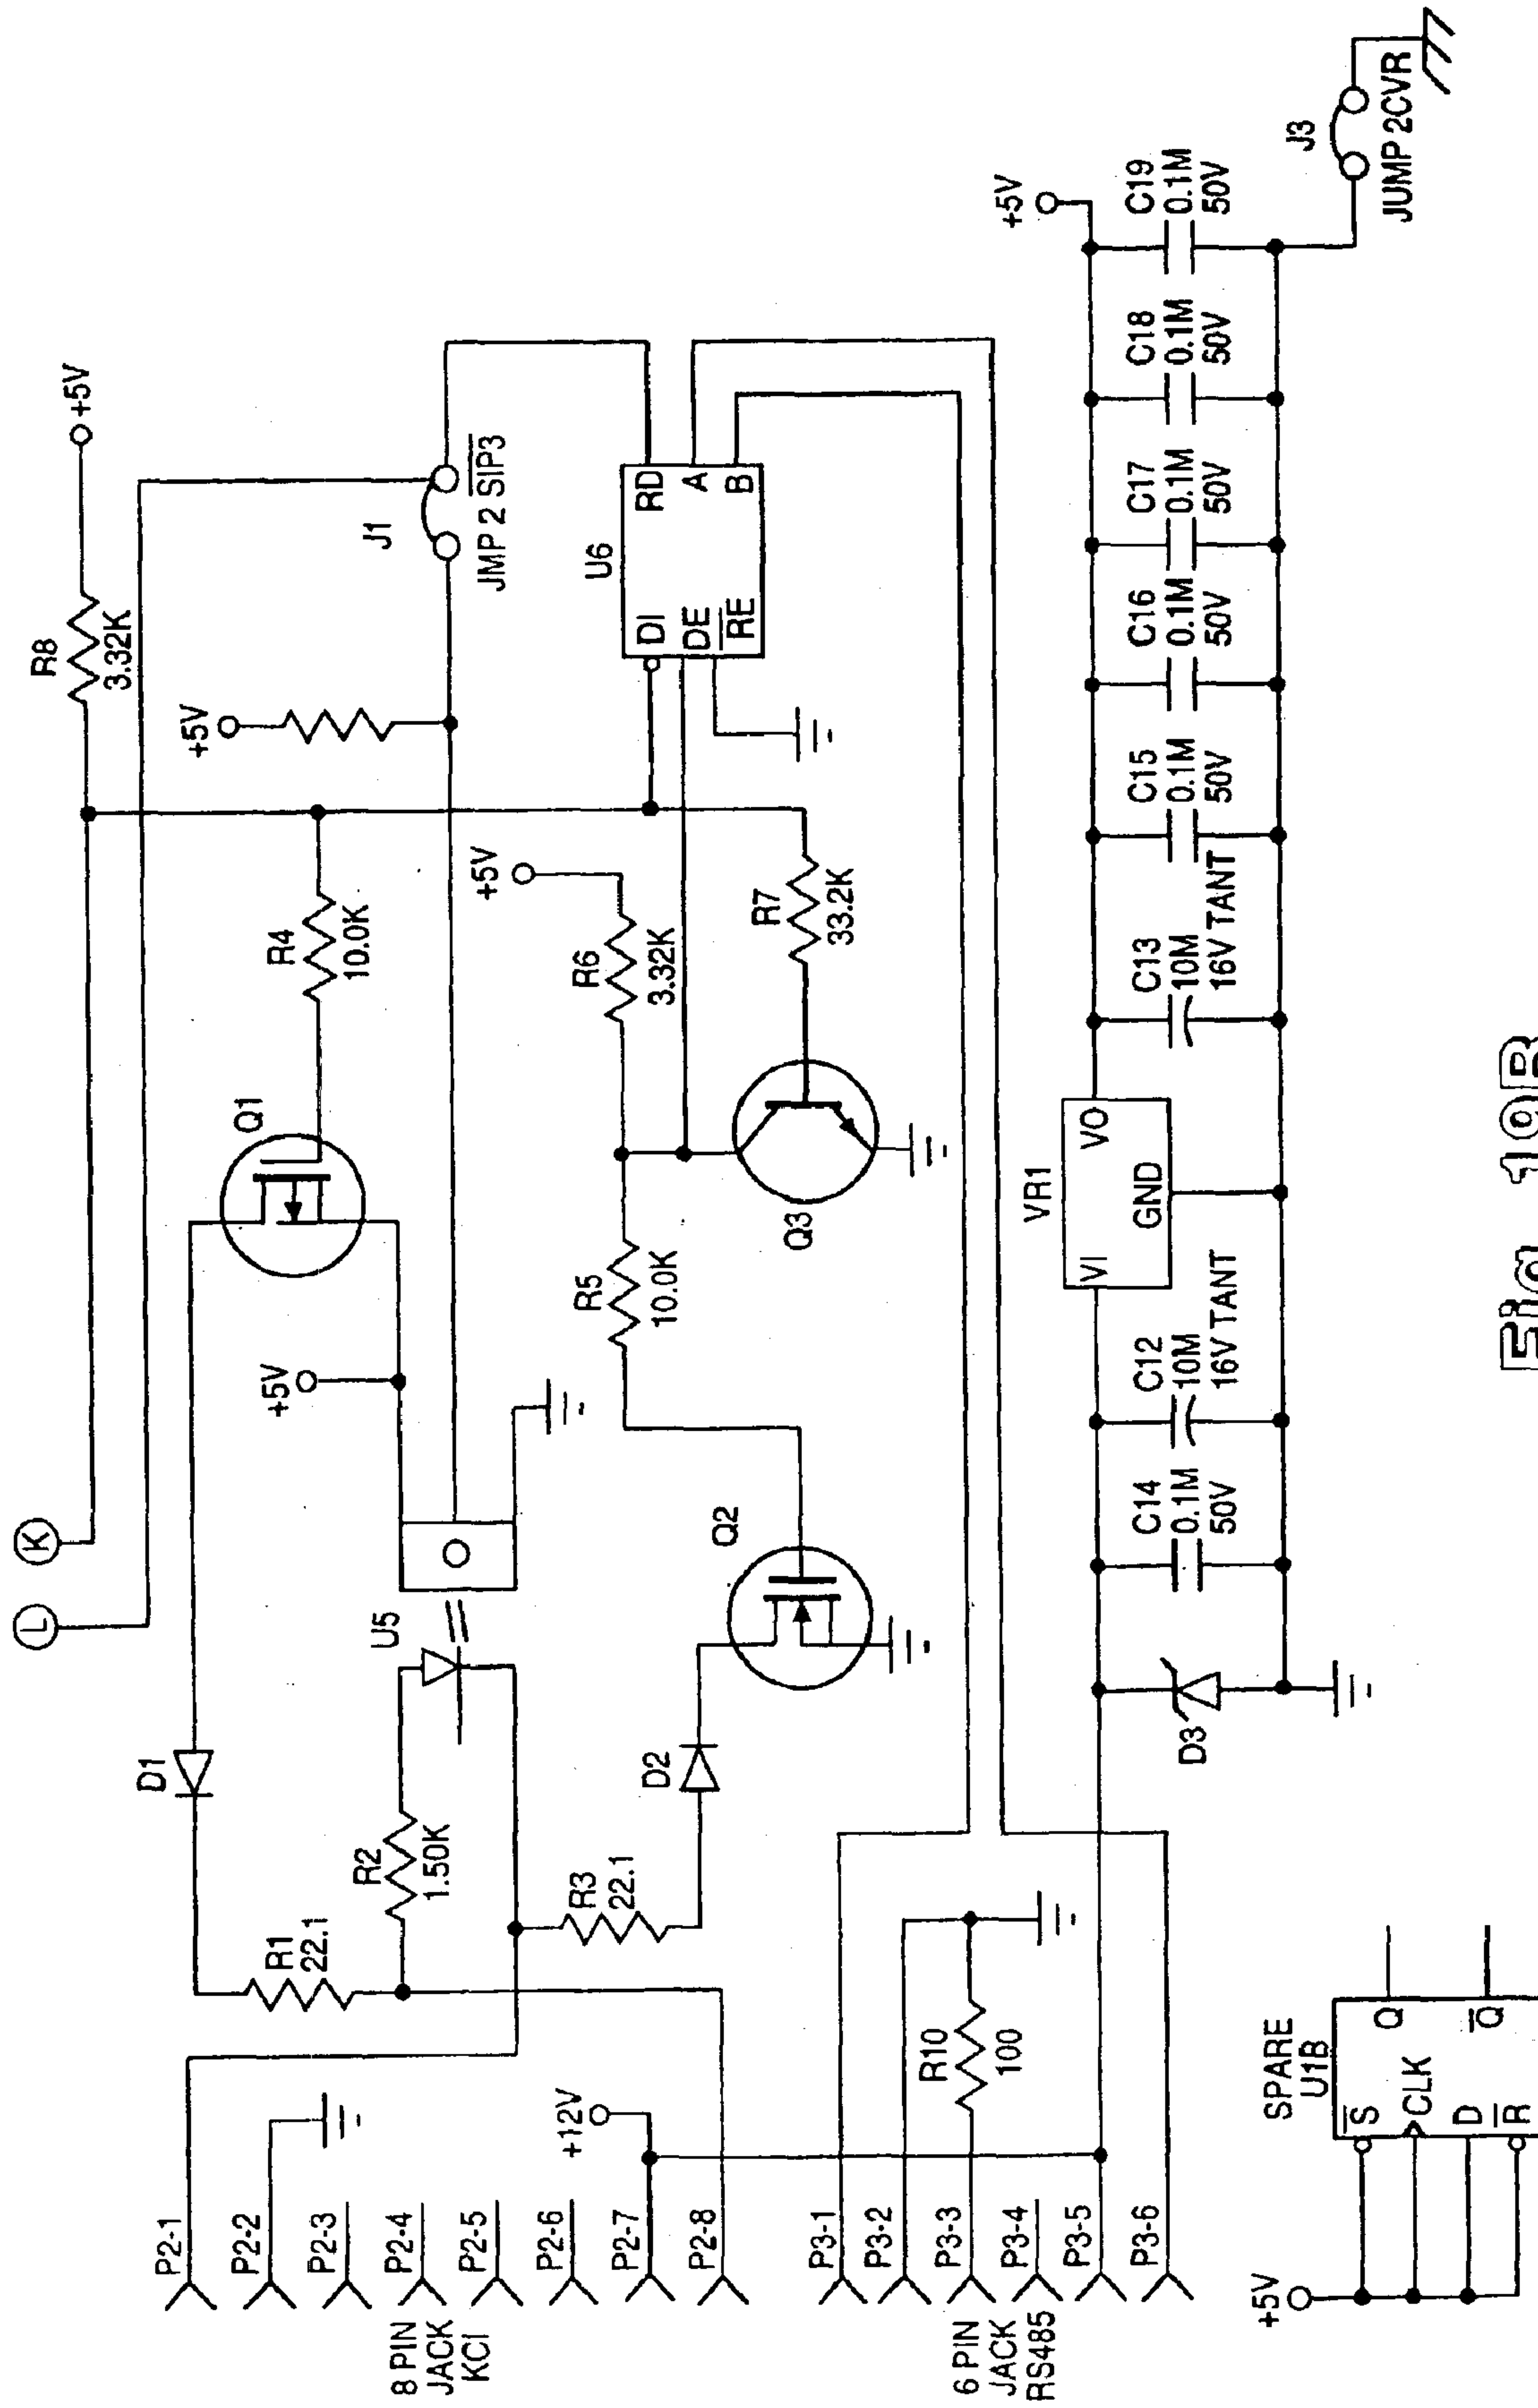 L
K
D1
R1
22.1
R2
1.50K
U5
Q1
R4
10.0K
R8
3.32K
+5V
+5V
+5V
J1
JMP 2 SIP3
P2-1
P2-2
P2-3
P2-4
P2-5
P2-6
P2-7
P2-8
8 PIN
JACK
KCI
+12V
R3
22.1
D2
Q2
R5
10.0K
R6
3.32K
+5V
Q3
R7
33.2K
U6
DI
DE
RE
RD
A
B
P3-1
P3-2
P3-3
P3-4
P3-5
P3-6
6 PIN
JACK
RS485
R10
100
D3
C14
0.1M
50V
C12
10M
16V TANT
VR1
VI
VO
GND
C13
10M
16V TANT
C15
0.1M
50V
C16
0.1M
50V
C17
0.1M
50V
C18
0.1M
50V
C19
0.1M
50V
+5V
J3
JUMP 2CVR
+5V
SPARE
U1B
S
CLK
D
R
Q
Q
Fig. 19B